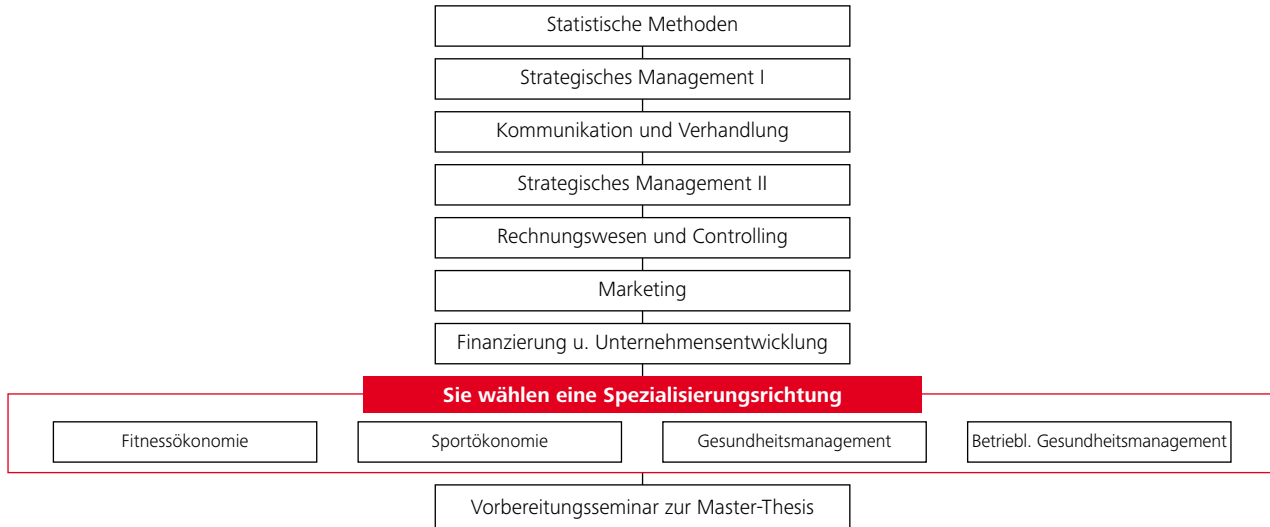 Statistische Methoden
Strategisches Management I
Kommunikation und Verhandlung
Strategisches Management II
Rechnungswesen und Controlling
Marketing
Finanzierung u. Unternehmensentwicklung
Sie wählen eine Spezialisierungsrichtung
Fitnessökonomie
Sportökonomie
Gesundheitsmanagement
Betriebl. Gesundheitsmanagement
Vorbereitungsseminar zur Master-Thesis